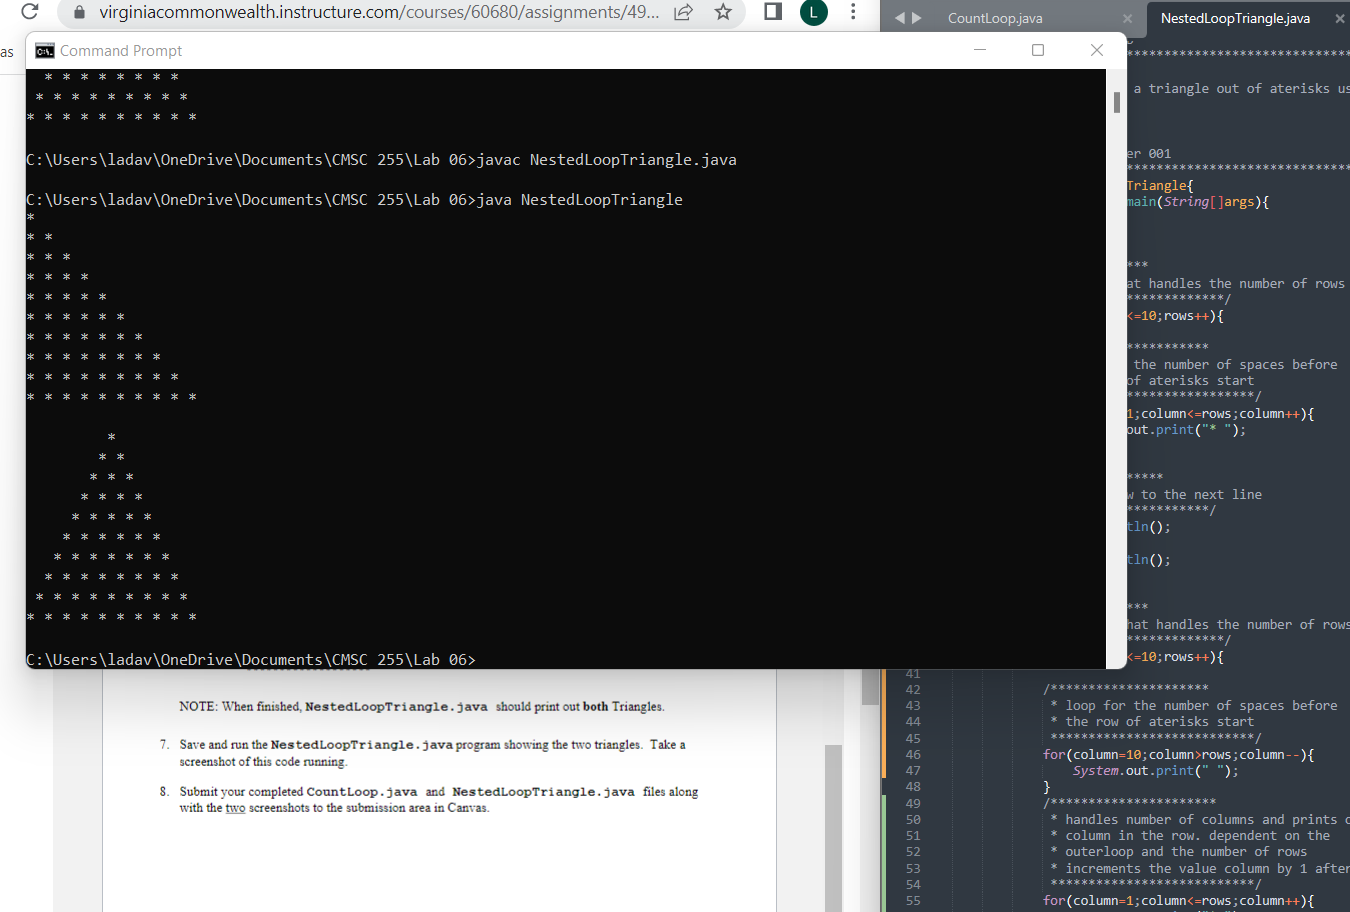 virginiacommonwealth.instructure.com/courses/60680/assignments/49...
L
as
Command Prompt
* * * * * * * *
* * * * * * * * *
* * * * * * * * * *
C:\Users\ladav\OneDrive\Documents\CMSC 255\Lab 06>javac NestedLoopTriangle.java
C:\Users\ladav\OneDrive\Documents\CMSC 255\Lab 06>java NestedLoopTriangle
*
* *
* * *
* * * *
* * * * *
* * * * * *
* * * * * * *
* * * * * * * *
* * * * * * * * *
* * * * * * * * * *
*
* *
* * *
* * * *
* * * * *
* * * * * *
* * * * * * *
* * * * * * * *
* * * * * * * * *
* * * * * * * * * *
C:\Users\ladav\OneDrive\Documents\CMSC 255\Lab 06>
NOTE: When finished, NestedLoopTriangle.java should print out both Triangles.
7. Save and run the NestedLoopTriangle.java program showing the two triangles. Take a
screenshot of this code running.
8. Submit your completed CountLoop.java and NestedLoopTriangle.java files along
with the two screenshots to the submission area in Canvas.
CountLoop.java
NestedLoopTriangle.java
******************************
a triangle out of aterisks us
er 001
******************************
Triangle{
main(String[]args){
***
at handles the number of rows
*************/
<=10;rows++){
***********
the number of spaces before
of aterisks start
*****************/
1;column<=rows;column++){
out.print("* ");
*****
w to the next line
***********/
tln();
tln();
***
hat handles the number of rows
*************/
<=10;rows++){
41
42 /*********************
43 * loop for the number of spaces before
44 * the row of aterisks start
45 ***************************/
46 for(column=10;column>rows;column--){
47 System.out.print(" ");
48 }
49 /**********************
50 * handles number of columns and prints
51 * column in the row. dependent on the
52 * outerloop and the number of rows
53 * increments the value column by 1 after
54 ***************************/
55 for(column=1;column<=rows;column++){